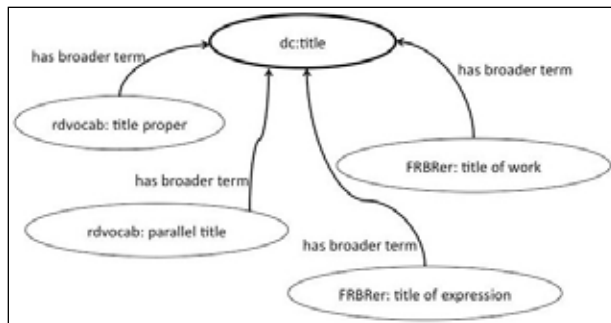 dc:title
has broader term
has broader term
rdvocab: title proper
FRBRer: title of work
has broader term
rdvocab: parallel title
has broader term
FRBRer: title of expression